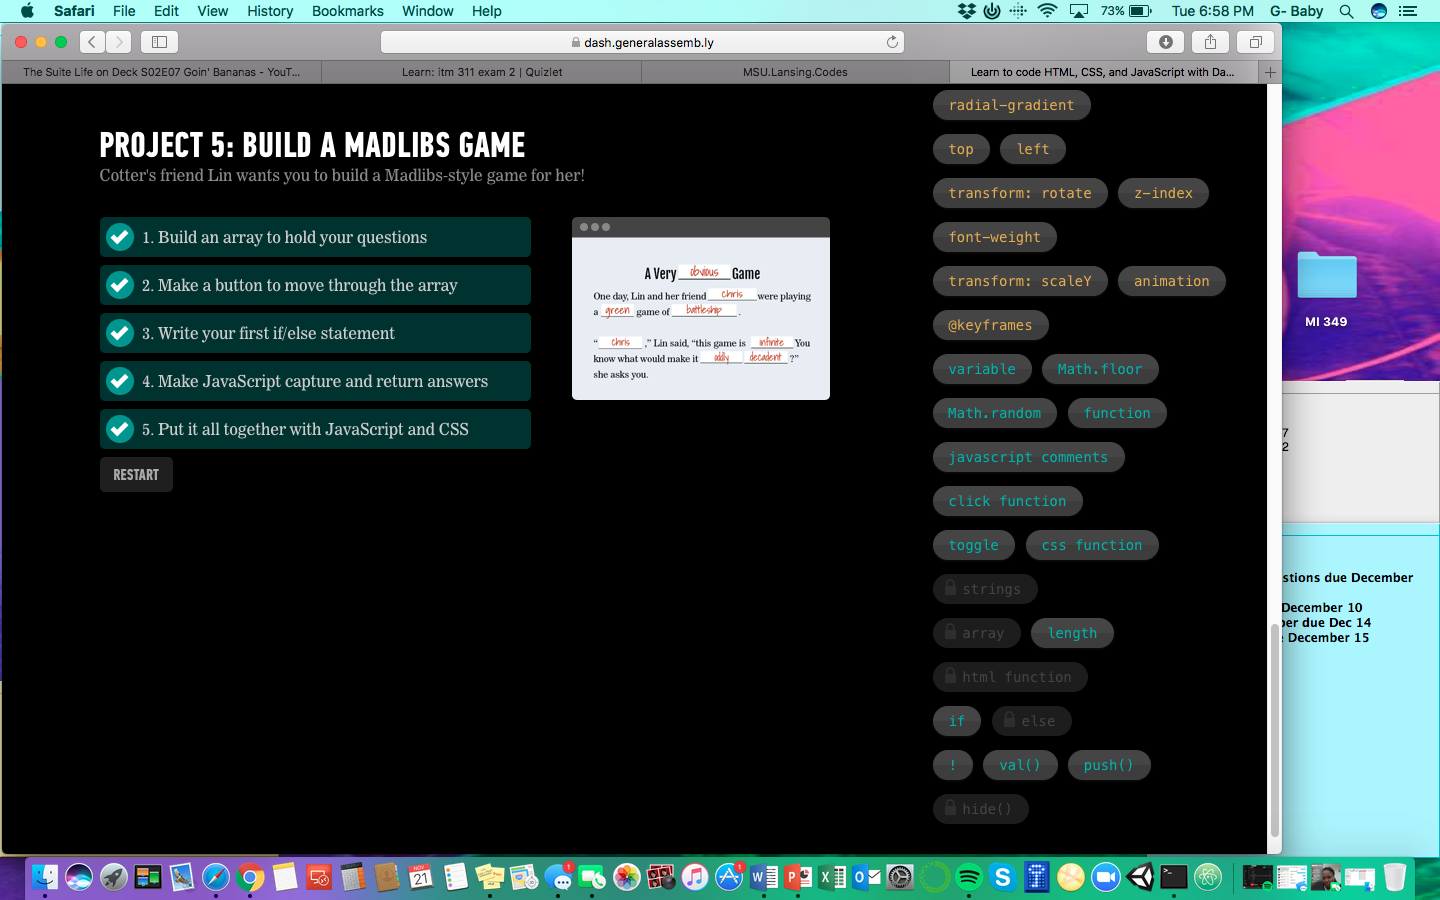 Safari File Edit View History Bookmarks Window Help 73% Tue 6:58 PM G- Baby
dash.generalassemb.ly
The Suite Life on Deck S02E07 Goin' Bananas - YouT...
Learn: itm 311 exam 2 | Quizlet
MSU.Lansing.Codes
Learn to code HTML, CSS, and JavaScript with Da...
PROJECT 5: BUILD A MADLIBS GAME
Cotter's friend Lin wants you to build a Madlibs-style game for her!
1. Build an array to hold your questions
2. Make a button to move through the array
3. Write your first if/else statement
4. Make JavaScript capture and return answers
5. Put it all together with JavaScript and CSS
RESTART
A Very obvious Game
One day, Lin and her friend chris were playing
a green game of battleship .
“ chris ,” Lin said, “this game is infinite You
know what would make it oddly decadent ?”
she asks you.
radial-gradient
top left
transform: rotate z-index
font-weight
transform: scaleY animation
@keyframes
variable Math.floor
Math.random function
javascript comments
click function
toggle css function
strings
array length
html function
if else
! val() push()
hide()
MI 349
7
2
stions due December
December 10
er due Dec 14
December 15
NOV
21
1
1